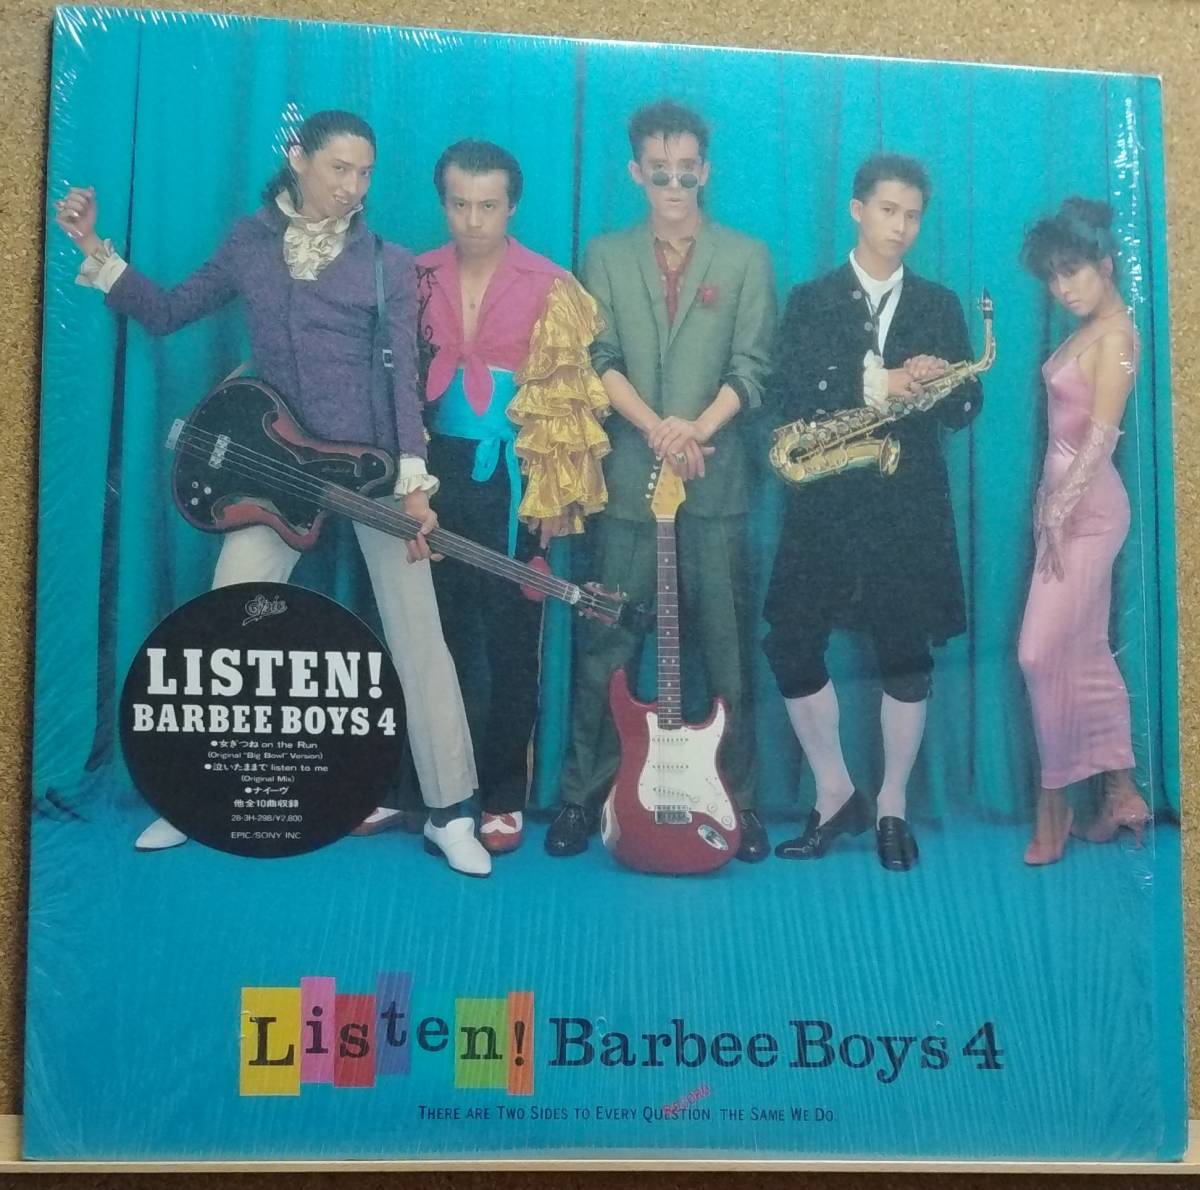 Epic
LISTEN!
BARBEE BOYS 4
●女ぎつね on the Run
(Original "Big Bowl" Version)
●泣いたままで listen to me
(Original Mix)
●ナイーヴ
他全10曲収録
28·3H-298/¥2,800
EPIC/SONY INC
Listen! Barbee Boys 4
RECORD
THERE ARE TWO SIDES TO EVERY QUESTION, THE SAME WE DO.